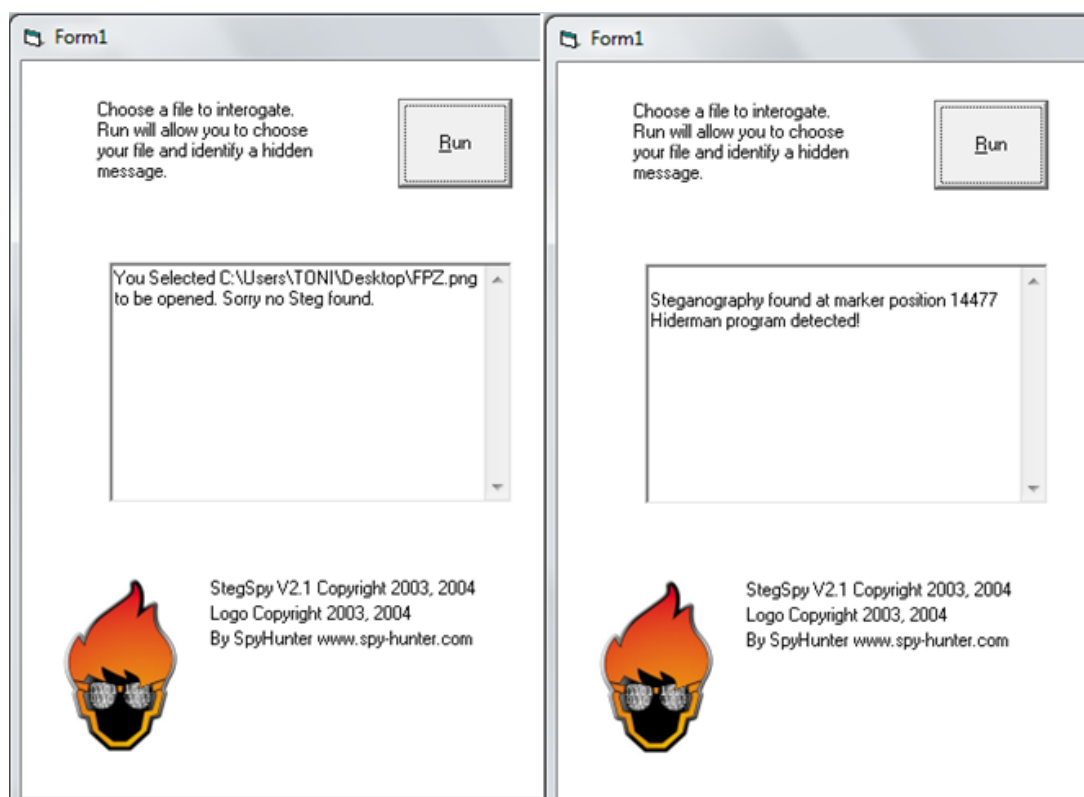 Form1
Choose a file to interogate.
Run will allow you to choose
your file and identify a hidden
message.
Run
You Selected C:\Users\TONI\Desktop\FPZ.png
to be opened. Sorry no Steg found.
StegSpy V2.1 Copyright 2003, 2004
Logo Copyright 2003, 2004
By SpyHunter www.spy-hunter.com
Form1
Choose a file to interogate.
Run will allow you to choose
your file and identify a hidden
message.
Run
Steganography found at marker position 14477
Hiderman program detected!
StegSpy V2.1 Copyright 2003, 2004
Logo Copyright 2003, 2004
By SpyHunter www.spy-hunter.com